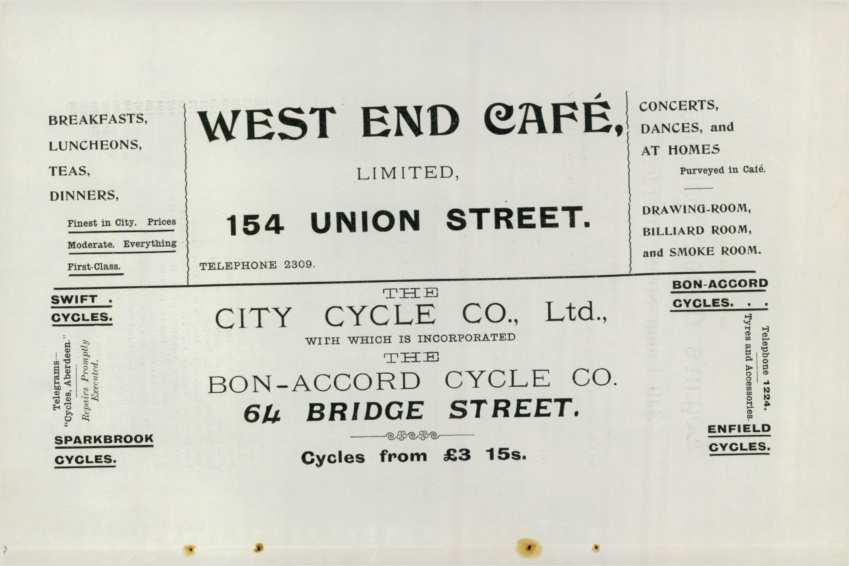 BREAKFASTS,
LUNCHEONS,
TEAS,
DINNERS,
Finest in City. Prices
Moderate. Everything
First-Class.
WEST END CAFÉ,
LIMITED,
154 UNION STREET.
TELEPHONE 2309.
CONCERTS,
DANCES, and
AT HOMES
Purveyed in Café.
DRAWING-ROOM,
BILLIARD ROOM,
and SMOKE ROOM.
SWIFT .
CYCLES.
Telegrams—
"Cycles, Aberdeen."
Repairs Promptly
Executed.
SPARKBROOK
CYCLES.
THE
CITY CYCLE CO., Ltd.,
WITH WHICH IS INCORPORATED
THE
BON-ACCORD CYCLE CO.
64 BRIDGE STREET.
Cycles from £3 15s.
BON-ACCORD
CYCLES. . .
Telephone 1224.
Tyres and Accessories.
ENFIELD
CYCLES.